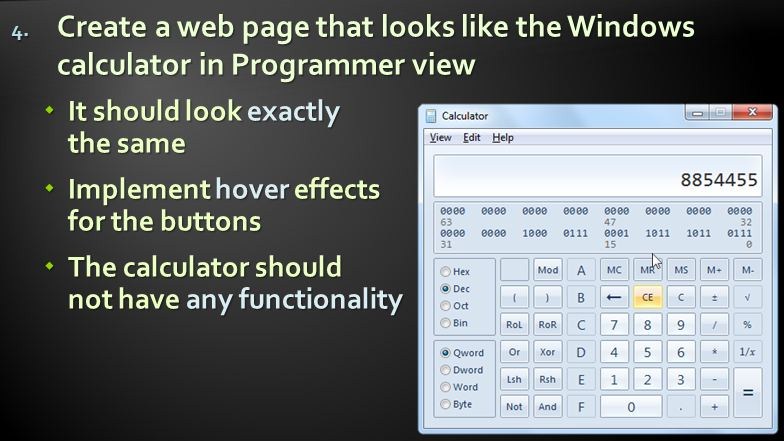 4. Create a web page that looks like the Windows
calculator in Programmer view
It should look exactly
the same
Implement hover effects
for the buttons
The calculator should
not have any functionality
Calculator
View Edit Help
8854455
0000 0000 0000 0000 0000 0000 0000 0000
63 47 32
0000 0000 1000 0111 0001 1011 1011 0111
31 15 0
Hex Mod A MC MR MS M+ M-
Dec ( ) B ← CE C ± √
Oct
Bin RoL RoR C 7 8 9 / %
Qword Or Xor D 4 5 6 * 1/x
Dword
Word Lsh Rsh E 1 2 3 - =
Byte Not And F 0 . +